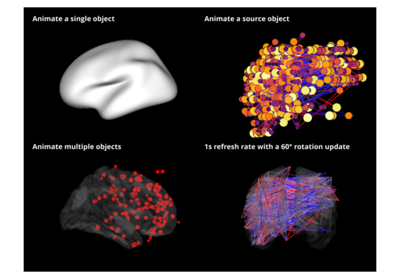 Animate a single object
Animate a source object
Animate multiple objects
1s refresh rate with a 60° rotation update